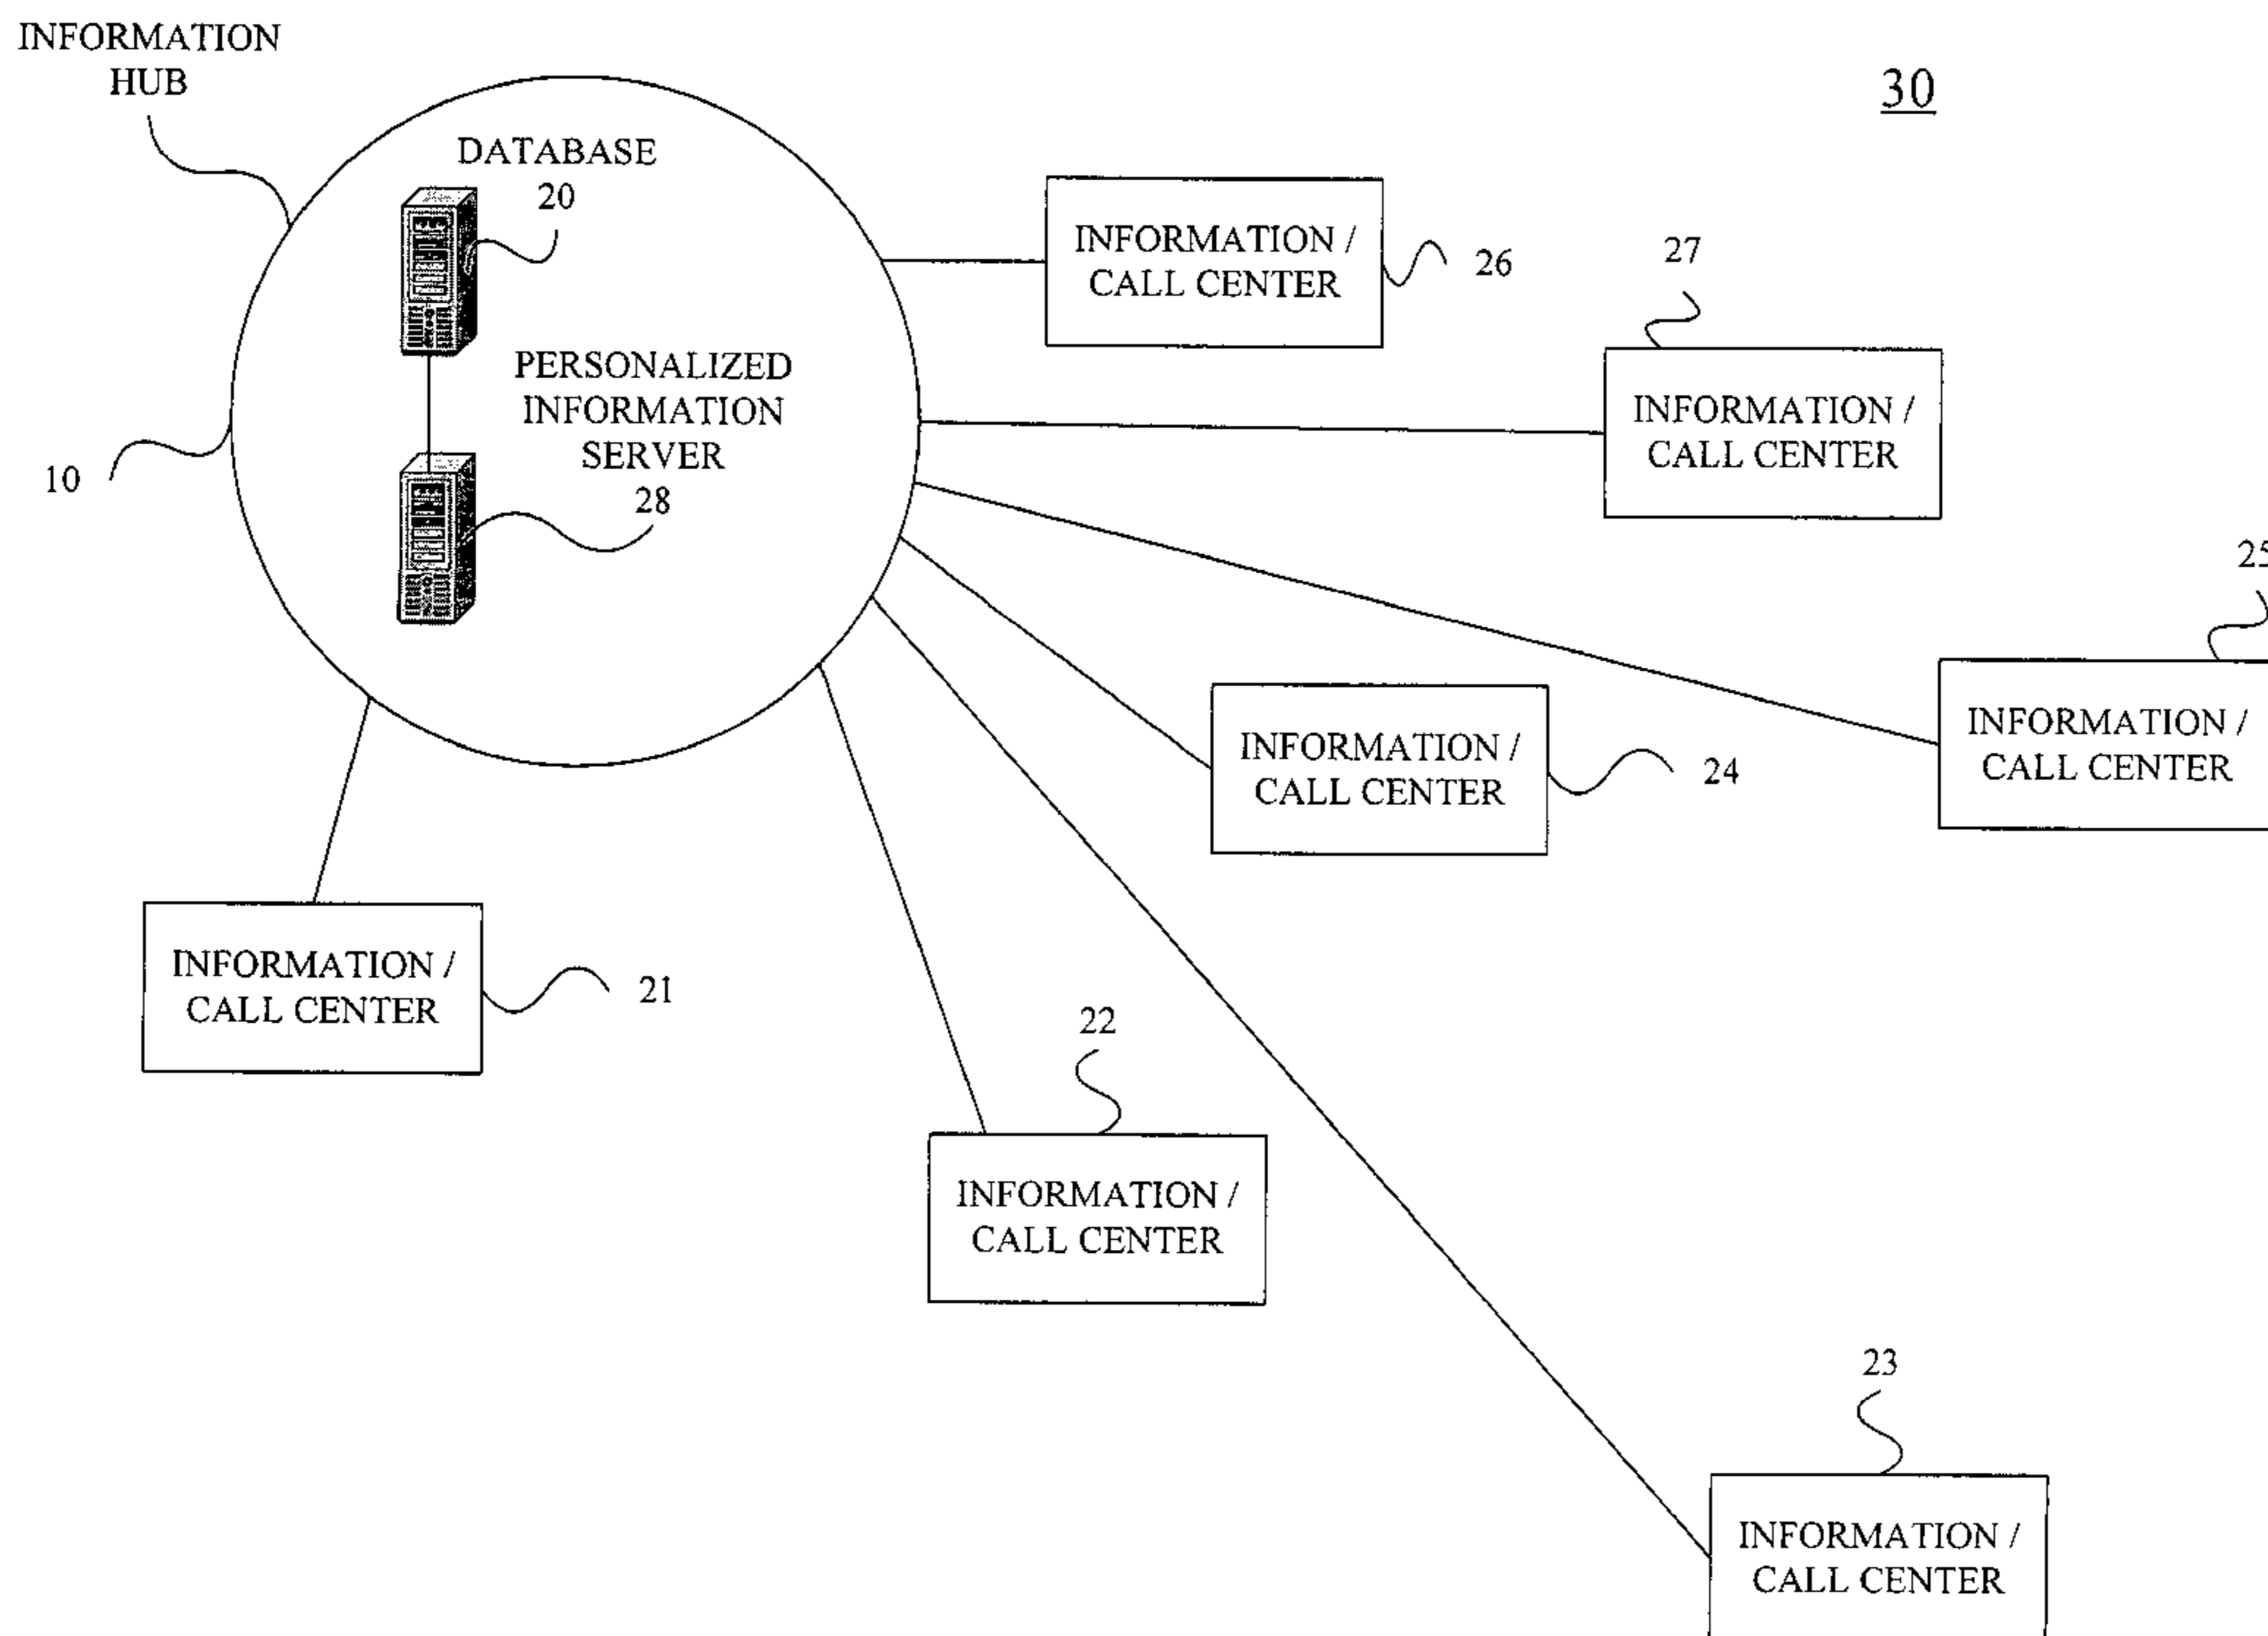 INFORMATION
HUB
30
DATABASE
20
INFORMATION /
CALL CENTER
26
27
PERSONALIZED
INFORMATION
SERVER
28
INFORMATION /
CALL CENTER
10
25
INFORMATION /
CALL CENTER
INFORMATION /
CALL CENTER
24
INFORMATION /
CALL CENTER
21
22
INFORMATION /
CALL CENTER
23
INFORMATION /
CALL CENTER